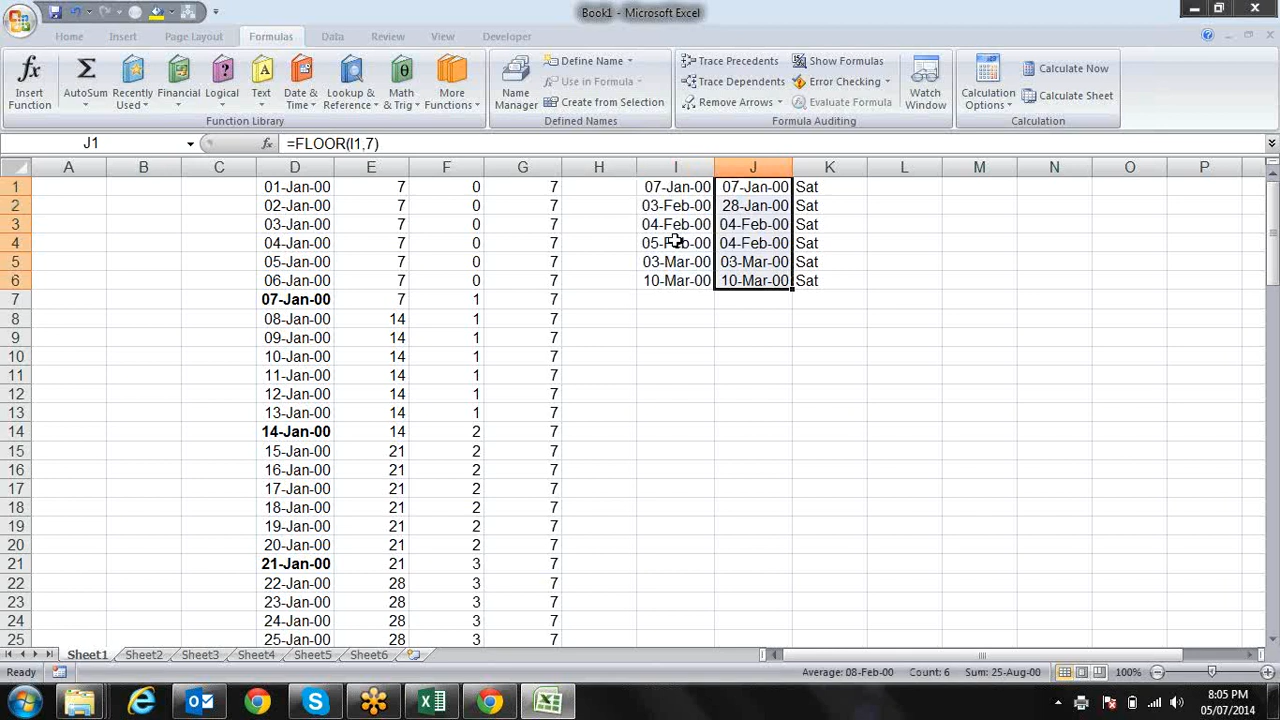 Book1 - Microsoft Excel
Home Insert Page Layout Formulas Data Review View Developer
fx Insert Function
Σ AutoSum
Recently Used
Financial
Logical
Text
Date & Time
Lookup & Reference
Math & Trig
More Functions
Function Library
Name Manager
Define Name
Use in Formula
Create from Selection
Defined Names
Trace Precedents
Trace Dependents
Remove Arrows
Show Formulas
Error Checking
Evaluate Formula
Formula Auditing
Watch Window
Calculation Options
Calculate Now
Calculate Sheet
Calculation
J1 fx =FLOOR(I1,7)
A B C D E F G H I J K L M N O P
1 01-Jan-00 7 0 7 07-Jan-00 07-Jan-00 Sat
2 02-Jan-00 7 0 7 03-Feb-00 28-Jan-00 Sat
3 03-Jan-00 7 0 7 04-Feb-00 04-Feb-00 Sat
4 04-Jan-00 7 0 7 05-Feb-00 04-Feb-00 Sat
5 05-Jan-00 7 0 7 03-Mar-00 03-Mar-00 Sat
6 06-Jan-00 7 0 7 10-Mar-00 10-Mar-00 Sat
7 07-Jan-00 7 1 7
8 08-Jan-00 14 1 7
9 09-Jan-00 14 1 7
10 10-Jan-00 14 1 7
11 11-Jan-00 14 1 7
12 12-Jan-00 14 1 7
13 13-Jan-00 14 1 7
14 14-Jan-00 14 2 7
15 15-Jan-00 21 2 7
16 16-Jan-00 21 2 7
17 17-Jan-00 21 2 7
18 18-Jan-00 21 2 7
19 19-Jan-00 21 2 7
20 20-Jan-00 21 2 7
21 21-Jan-00 21 3 7
22 22-Jan-00 28 3 7
23 23-Jan-00 28 3 7
24 24-Jan-00 28 3 7
25 25-Jan-00 28 3 7
Sheet1 Sheet2 Sheet3 Sheet4 Sheet5 Sheet6
Ready Average: 08-Feb-00 Count: 6 Sum: 25-Aug-00 100%
8:05 PM
05/07/2014